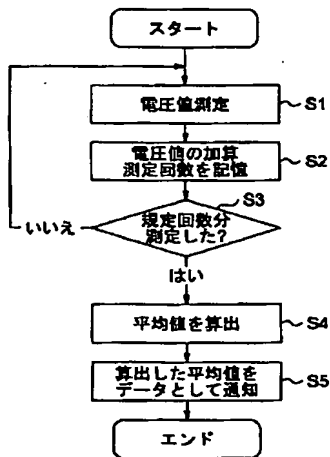 スタート
電圧値測定
S1
電圧値の加算
測定回数を記憶
S2
S3
規定回数分
測定した?
いいえ
はい
平均値を算出
S4
算出した平均値を
データとして通知
S5
エンド